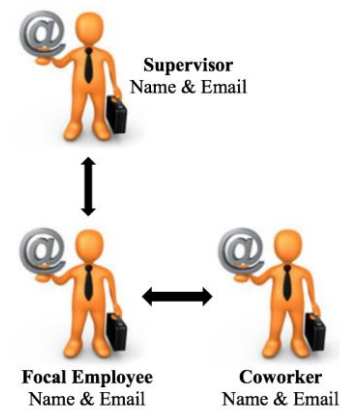 @
Supervisor
Name & Email
@
@
Focal Employee
Name & Email
Coworker
Name & Email